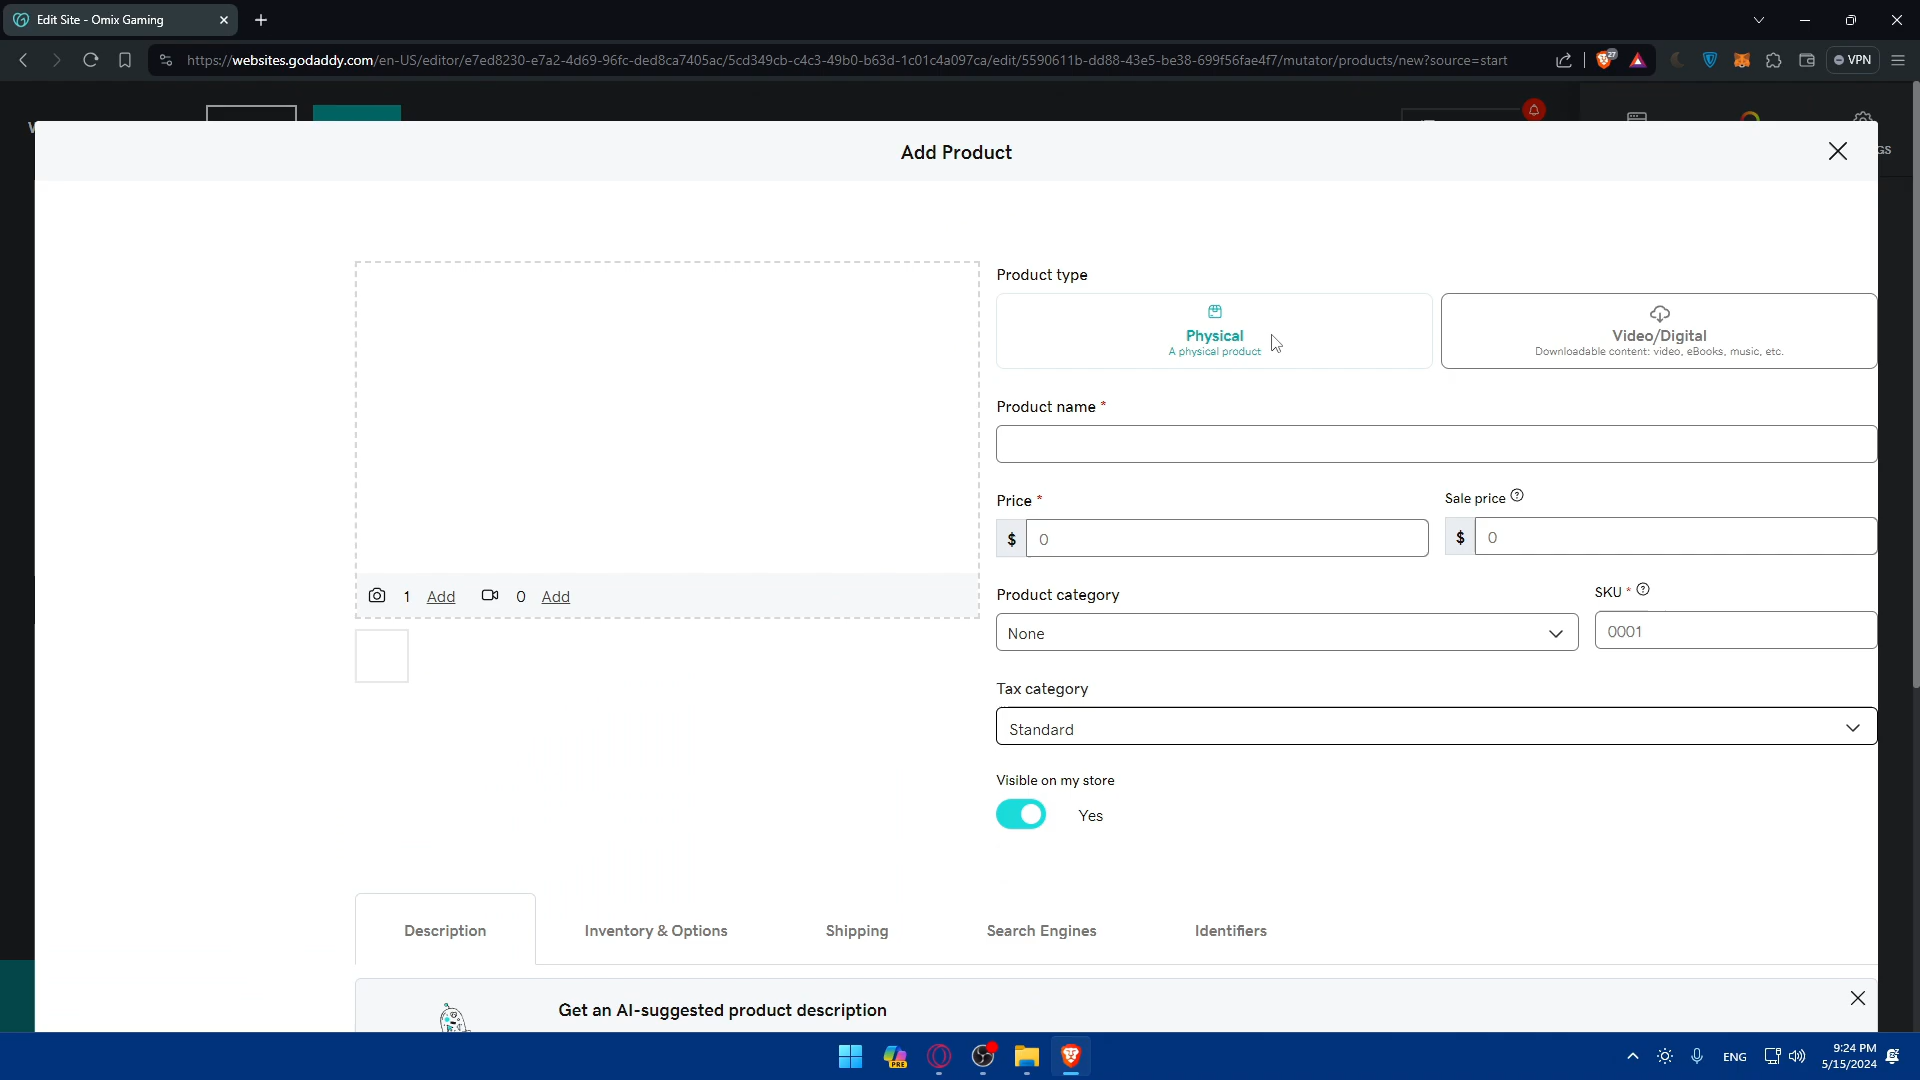 Edit Site - Omix Gaming
https://websites.godaddy.com/en-US/editor/e7ed8230-e7a2-4d69-96fc-ded8ca7405ac/5cd349cb-c4c3-49b0-b63d-1c01c4a097ca/edit/5590611b-dd88-43e5-be38-699f56fae4f7/mutator/products/new?source=start
27
VPN
GS
Add Product
Product type
Physical
A physical product
Video/Digital
Downloadable content: video, eBooks, music, etc.
Product name *
Price *
Sale price
$ 0
$ 0
1 Add 0 Add
Product category
SKU *
None
0001
Tax category
Standard
Visible on my store
Yes
Description
Inventory & Options
Shipping
Search Engines
Identifiers
Get an AI-suggested product description
PRE
ENG
9:24 PM
5/15/2024